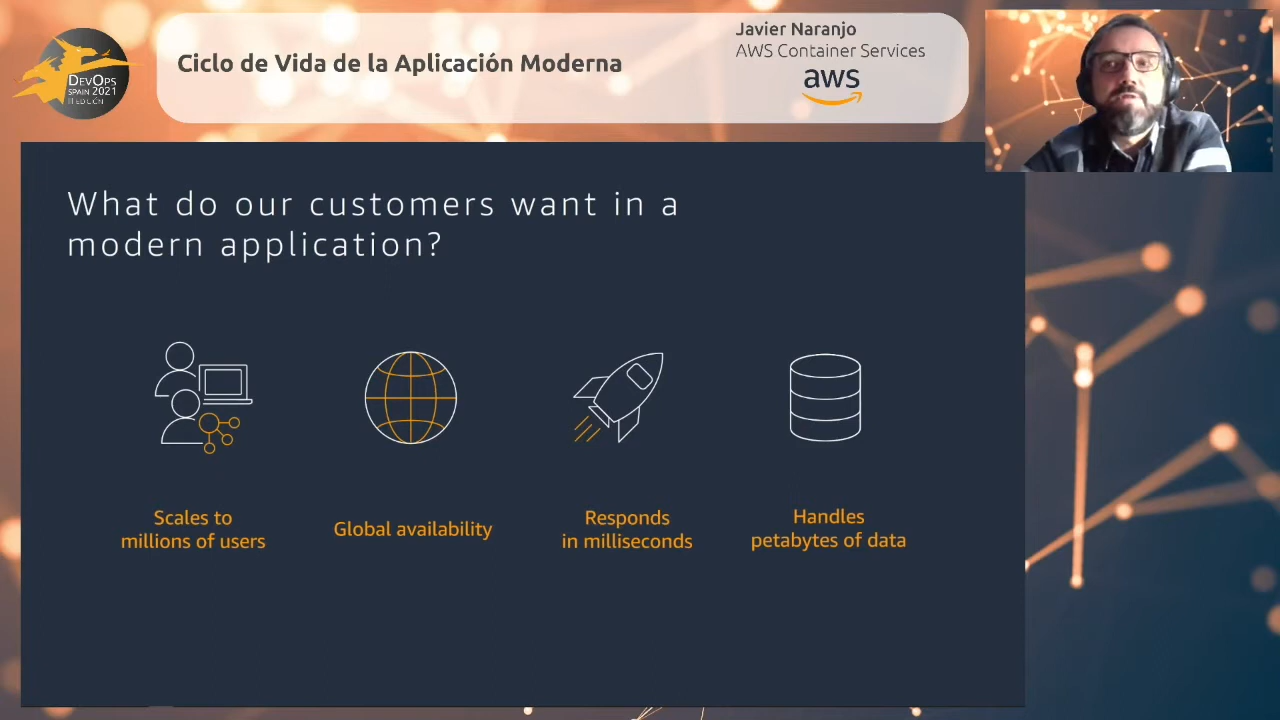 DEVOPS
SPAIN 2021
III EDICIÓN
Ciclo de Vida de la Aplicación Moderna
Javier Naranjo
AWS Container Services
aws
What do our customers want in a
modern application?
Scales to
millions of users
Global availability
Responds
in milliseconds
Handles
petabytes of data